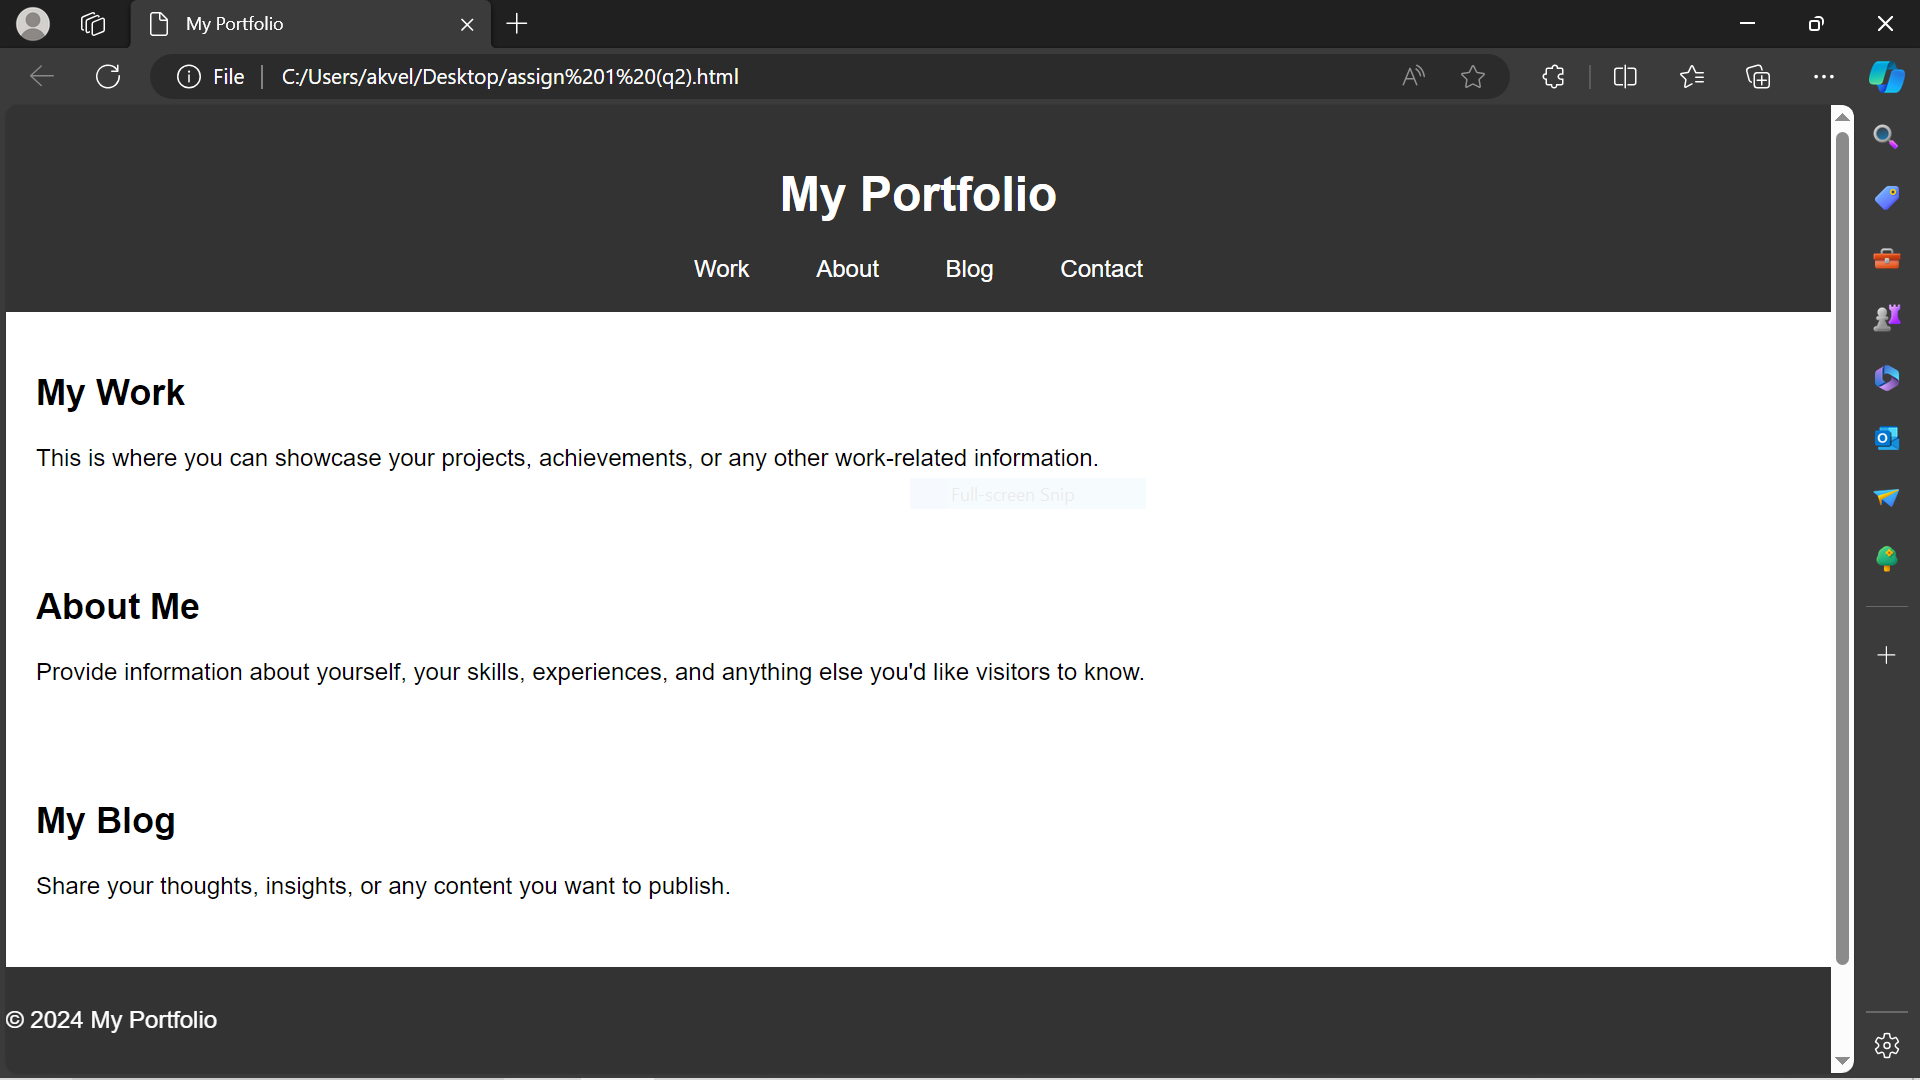 My Portfolio
File C:/Users/akvel/Desktop/assign%201%20(q2).html
My Portfolio
Work About Blog Contact
My Work
This is where you can showcase your projects, achievements, or any other work-related information.
Full-screen Snip
About Me
Provide information about yourself, your skills, experiences, and anything else you'd like visitors to know.
My Blog
Share your thoughts, insights, or any content you want to publish.
© 2024 My Portfolio